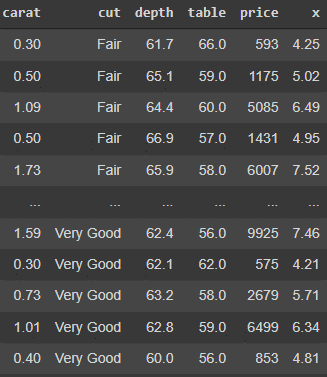 carat cut depth table price x
0.30 Fair 61.7 66.0 593 4.25
0.50 Fair 65.1 59.0 1175 5.02
1.09 Fair 64.4 60.0 5085 6.49
0.50 Fair 66.9 57.0 1431 4.95
1.73 Fair 65.9 58.0 6007 7.52
... ... ... ... ... ...
1.59 Very Good 62.4 56.0 9925 7.46
0.30 Very Good 62.1 62.0 575 4.21
0.73 Very Good 63.2 58.0 2679 5.71
1.01 Very Good 62.8 59.0 6499 6.34
0.40 Very Good 60.0 56.0 853 4.81